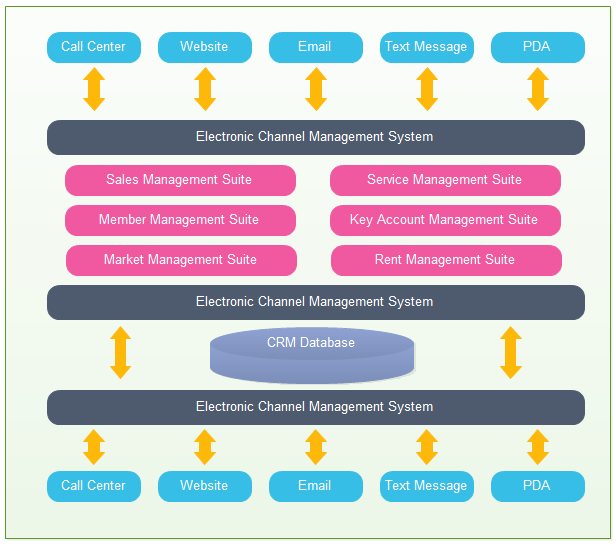 Call Center
Website
Email
Text Message
PDA
Electronic Channel Management System
Sales Management Suite
Service Management Suite
Member Management Suite
Key Account Management Suite
Market Management Suite
Rent Management Suite
Electronic Channel Management System
CRM Database
Electronic Channel Management System
Call Center
Website
Email
Text Message
PDA